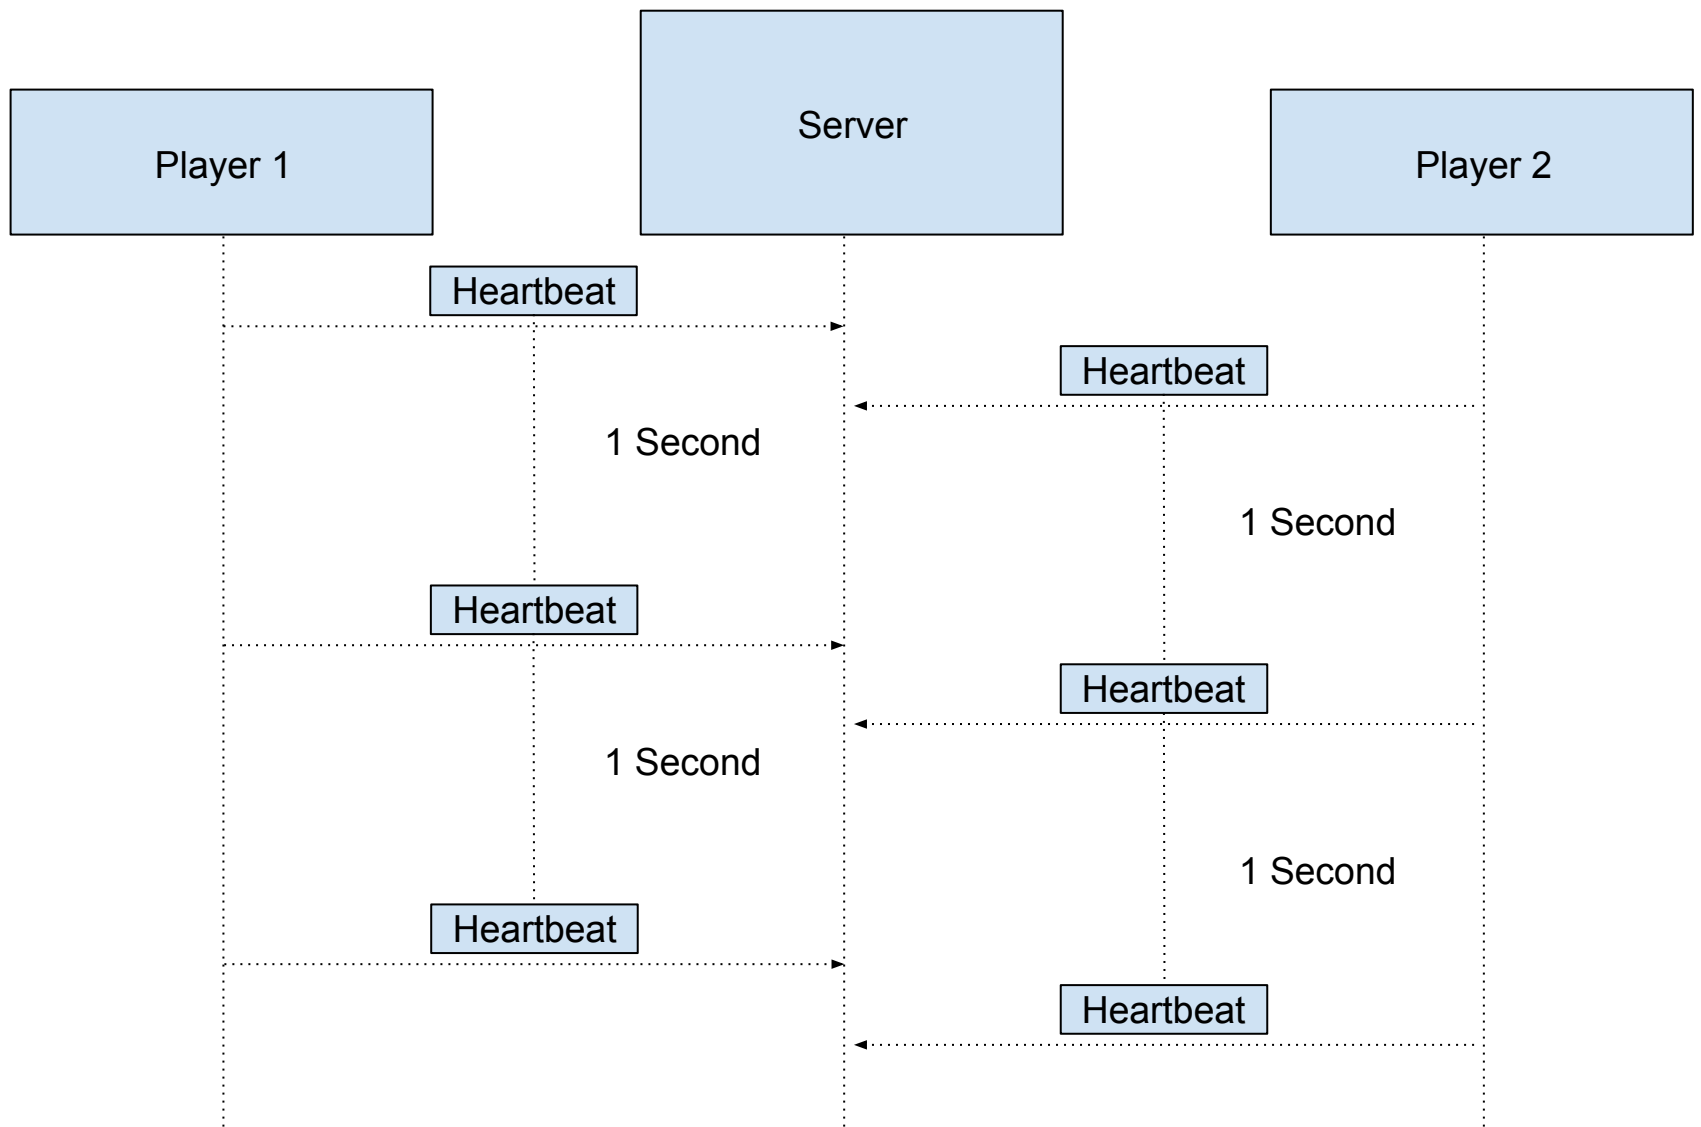 Server
Player 1
Player 2
Heartbeat
Heartbeat
1 Second
1 Second
Heartbeat
Heartbeat
1 Second
1 Second
Heartbeat
Heartbeat